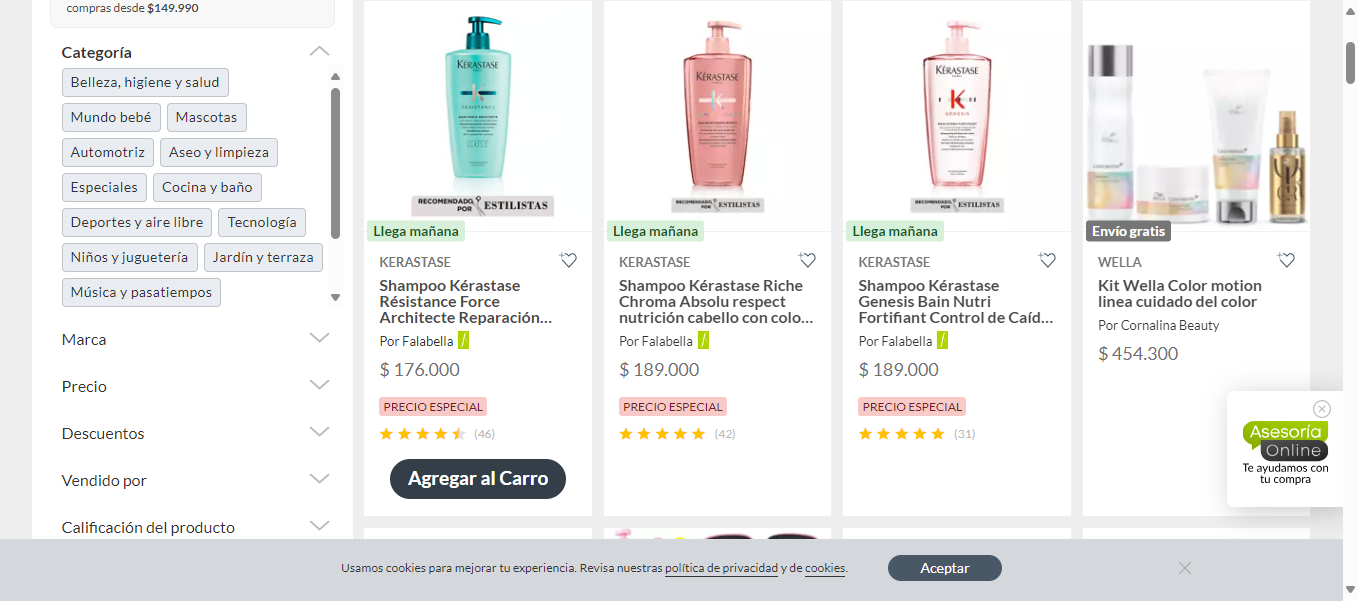 compras desde $149.990
Categoría
Belleza, higiene y salud
Mundo bebé
Mascotas
Automotriz
Aseo y limpieza
Especiales
Cocina y baño
Deportes y aire libre
Tecnología
Niños y juguetería
Jardín y terraza
Música y pasatiempos
Marca
Precio
Descuentos
Vendido por
Calificación del producto
KÉRASTASE
PARIS
RESISTANCE
RECOMENDADO
POR
ESTILISTAS
Llega mañana
KERASTASE
Shampoo Kérastase
Résistance Force
Architecte Reparación...
Por Falabella
$ 176.000
PRECIO ESPECIAL
(46)
Agregar al Carro
KÉRASTASE
RECOMENDADO
POR
ESTILISTAS
Llega mañana
KERASTASE
Shampoo Kérastase Riche
Chroma Absolu respect
nutrición cabello con colo...
Por Falabella
$ 189.000
PRECIO ESPECIAL
(42)
KÉRASTASE
GENESIS
RECOMENDADO
POR
ESTILISTAS
Llega mañana
KERASTASE
Shampoo Kérastase
Genesis Bain Nutri
Fortifiant Control de Caíd...
Por Falabella
$ 189.000
PRECIO ESPECIAL
(31)
Envío gratis
WELLA
Kit Wella Color motion
linea cuidado del color
Por Cornalina Beauty
$ 454.300
Asesoría
Online
Te ayudamos con
tu compra
Usamos cookies para mejorar tu experiencia. Revisa nuestras política de privacidad y de cookies.
Aceptar